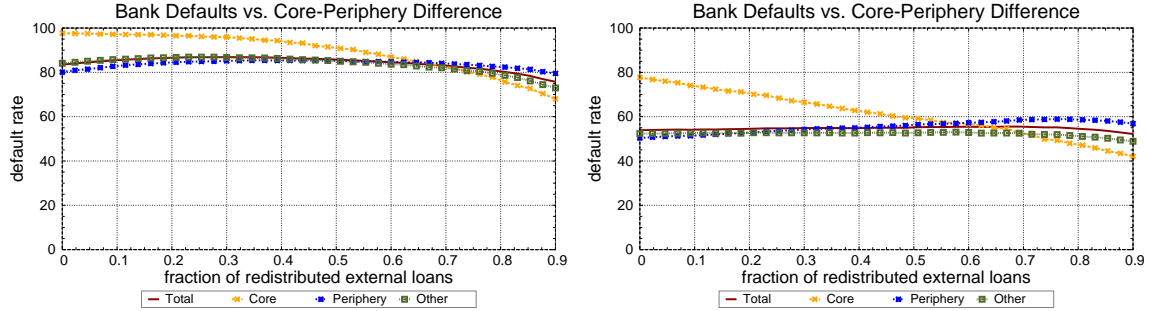 Bank Defaults vs. Core-Periphery Difference
100
80
60
40
20
0
default rate
0 0.1 0.2 0.3 0.4 0.5 0.6 0.7 0.8 0.9
fraction of redistributed external loans
Total Core Periphery Other
Bank Defaults vs. Core-Periphery Difference
100
80
60
40
20
0
default rate
0 0.1 0.2 0.3 0.4 0.5 0.6 0.7 0.8 0.9
fraction of redistributed external loans
Total Core Periphery Other